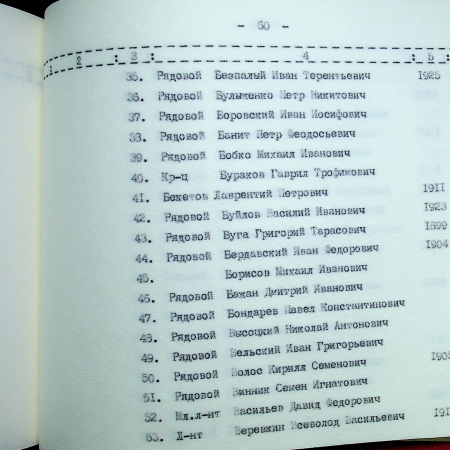 - 60 -
1 2 : 3 : 4 : 5 :
35. Рядовой Безпалый Иван Терентьевич 1925
36. Рядовой Булыженко Петр Никитович
37. Рядовой Боровский Иван Иосифович
38. Рядовой Банит Петр Феодосьевич
39. Рядовой Бобко Михаил Иванович
40. Кр-ц Бураков Гаврил Трофимович
41. Бекетов Лаврентий Петрович 1911
42. Рядовой Буйлов Василий Иванович 1923
43. Рядовой Буга Григорий Тарасович 1899
44. Рядовой Бердавский Иван Федорович 1904
45. Борисов Михаил Иванович
46. Рядовой Бажан Дмитрий Иванович
47. Рядовой Бондарев Павел Константинович
48. Рядовой Высоцкий Николай Антонович
49. Рядовой Вельский Иван Григорьевич
50. Рядовой Волос Кирилл Семенович
51. Рядовой Винник Семен Игнатович
52. Мл.л-нт Васильев Давид Федорович
53. Л-нт Веревкин Всеволод Васильевич